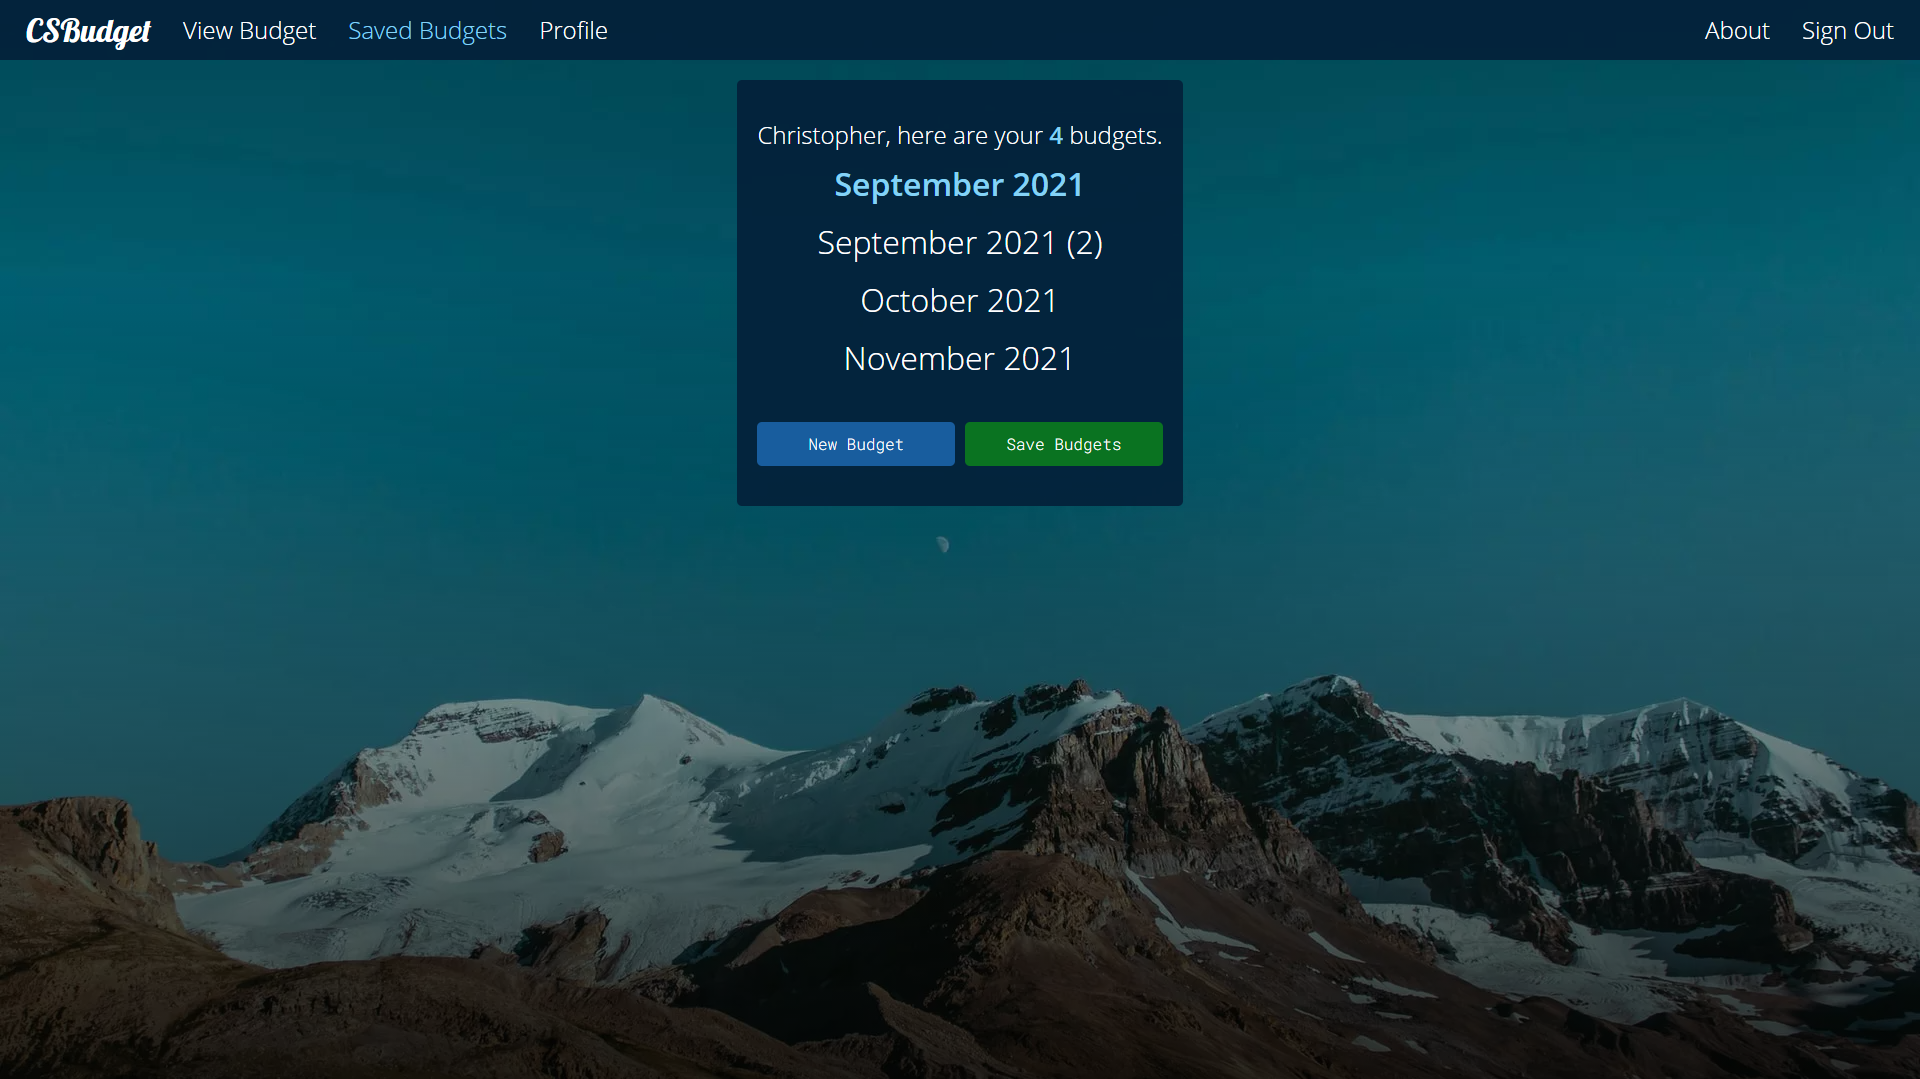 CSBudget View Budget Saved Budgets Profile About Sign Out
Christopher, here are your 4 budgets.
September 2021
September 2021 (2)
October 2021
November 2021
New Budget Save Budgets